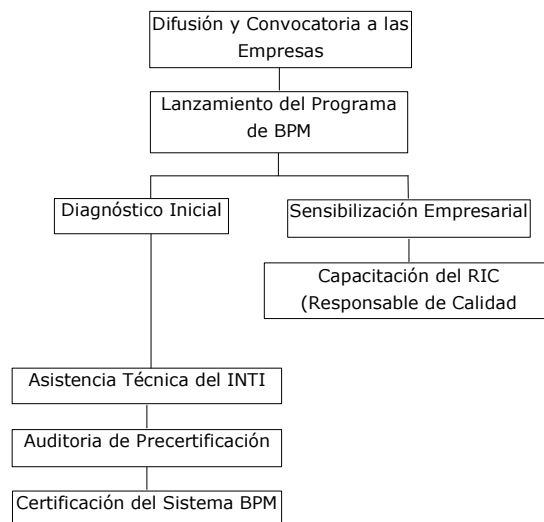 Difusión y Convocatoria a las
Empresas
Lanzamiento del Programa
de BPM
Diagnóstico Inicial
Sensibilización Empresarial
Capacitación del RIC
(Responsable de Calidad
Asistencia Técnica del INTI
Auditoria de Precertificación
Certificación del Sistema BPM